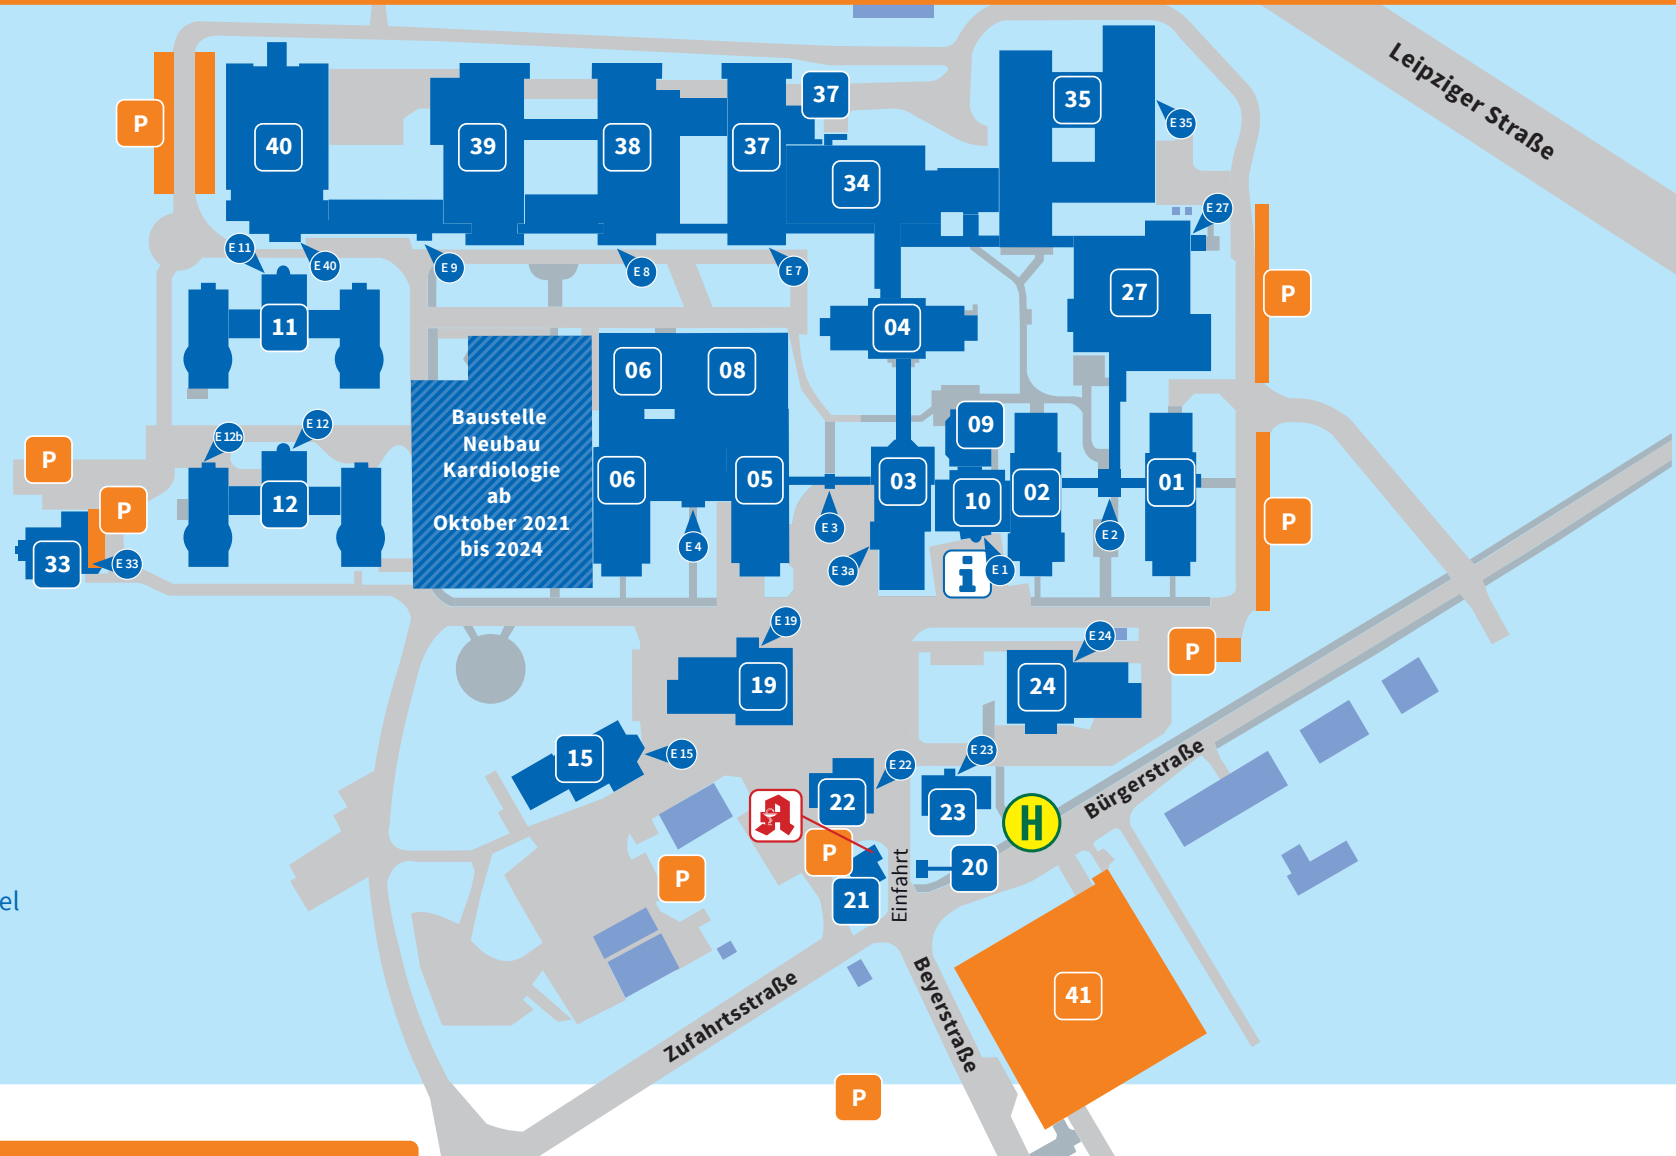 Leipziger Straße
37
35
P
E 35
40
39
38
37
34
E 27
E 11
E 40
E 9
E 8
E 7
27
P
11
04
06
08
Baustelle
Neubau
Kardiologie
ab
Oktober 2021
bis 2024
E 12
E 12b
09
P
06
05
03
02
01
12
10
P
E 3
P
E 2
E 4
33
E 33
E 3a
i
E 1
E 19
E 24
P
19
24
15
E 15
E 23
E 22
Bürgerstraße
22
23
A
H
P
20
P
21
Einfahrt
el
Zufahrtsstraße
Beyerstraße
41
P